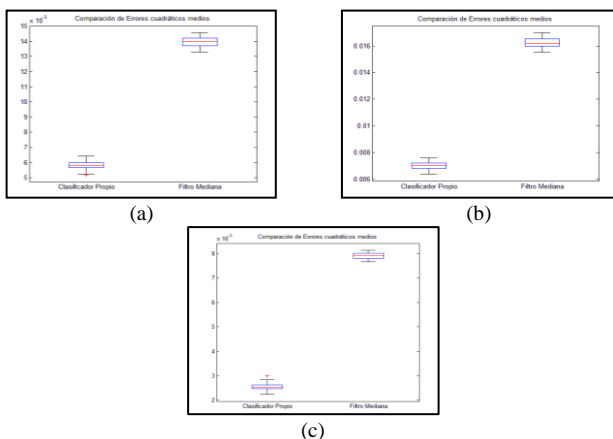 Comparación de Errores cuadráticos medios
x 10⁻³
15
14
13
12
11
10
9
8
7
6
5
Clasificador Propio Filtro Mediana
(a)
Comparación de Errores cuadráticos medios
0.016
0.014
0.012
0.01
0.008
0.006
Clasificador Propio Filtro Mediana
(b)
Comparación de Errores cuadráticos medios
x 10⁻³
8
7
6
5
4
3
2
Clasificador Propio Filtro Mediana
(c)